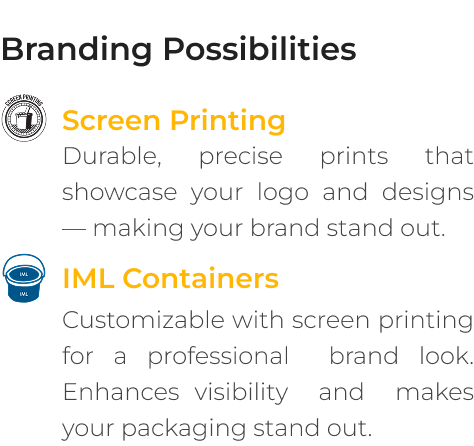 Branding Possibilities
SCREEN PRINTING
Screen Printing
Durable, precise prints that
showcase your logo and designs
— making your brand stand out.
IML
IML
IML Containers
Customizable with screen printing
for a professional brand look.
Enhances visibility and makes
your packaging stand out.